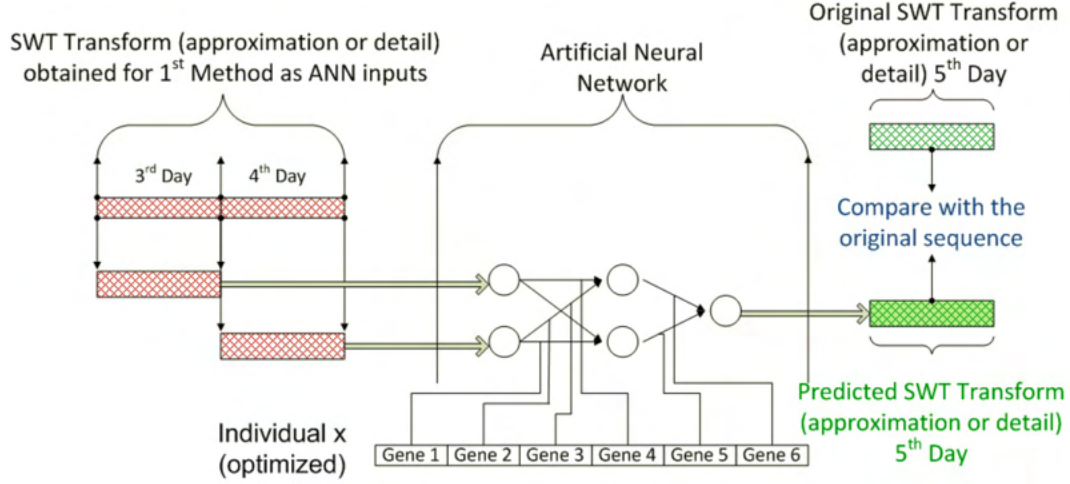 SWT Transform (approximation or detail)
obtained for 1st Method as ANN inputs
Artificial Neural
Network
Original SWT Transform
(approximation or
detail) 5th Day
3rd Day
4th Day
Compare with the
original sequence
Predicted SWT Transform
(approximation or detail)
5th Day
Individual x
(optimized)
Gene 1 Gene 2 Gene 3 Gene 4 Gene 5 Gene 6